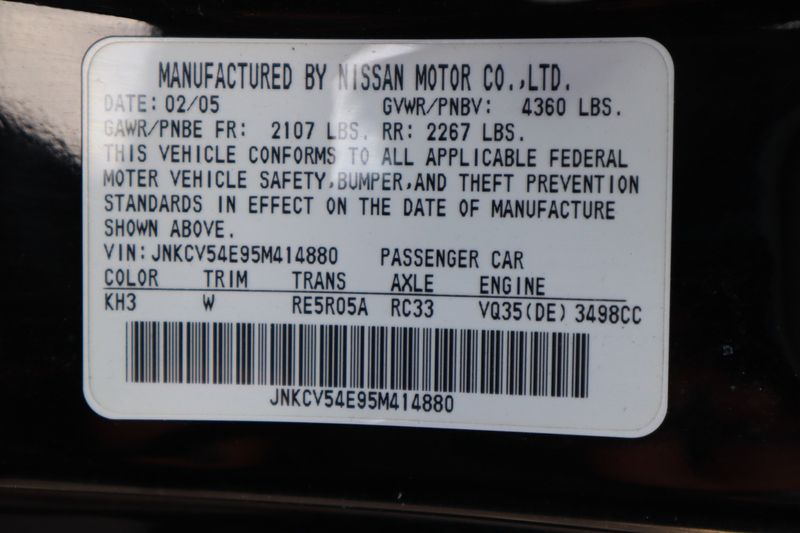 MANUFACTURED BY NISSAN MOTOR CO.,LTD.
DATE: 02/05 GVWR/PNBV: 4360 LBS.
GAWR/PNBE FR: 2107 LBS. RR: 2267 LBS.
THIS VEHICLE CONFORMS TO ALL APPLICABLE FEDERAL
MOTER VEHICLE SAFETY,BUMPER,AND THEFT PREVENTION
STANDARDS IN EFFECT ON THE DATE OF MANUFACTURE
SHOWN ABOVE.
VIN:JNKCV54E95M414880 PASSENGER CAR
COLOR TRIM TRANS AXLE ENGINE
KH3 W RE5R05A RC33 VQ35(DE) 3498CC
JNKCV54E95M414880